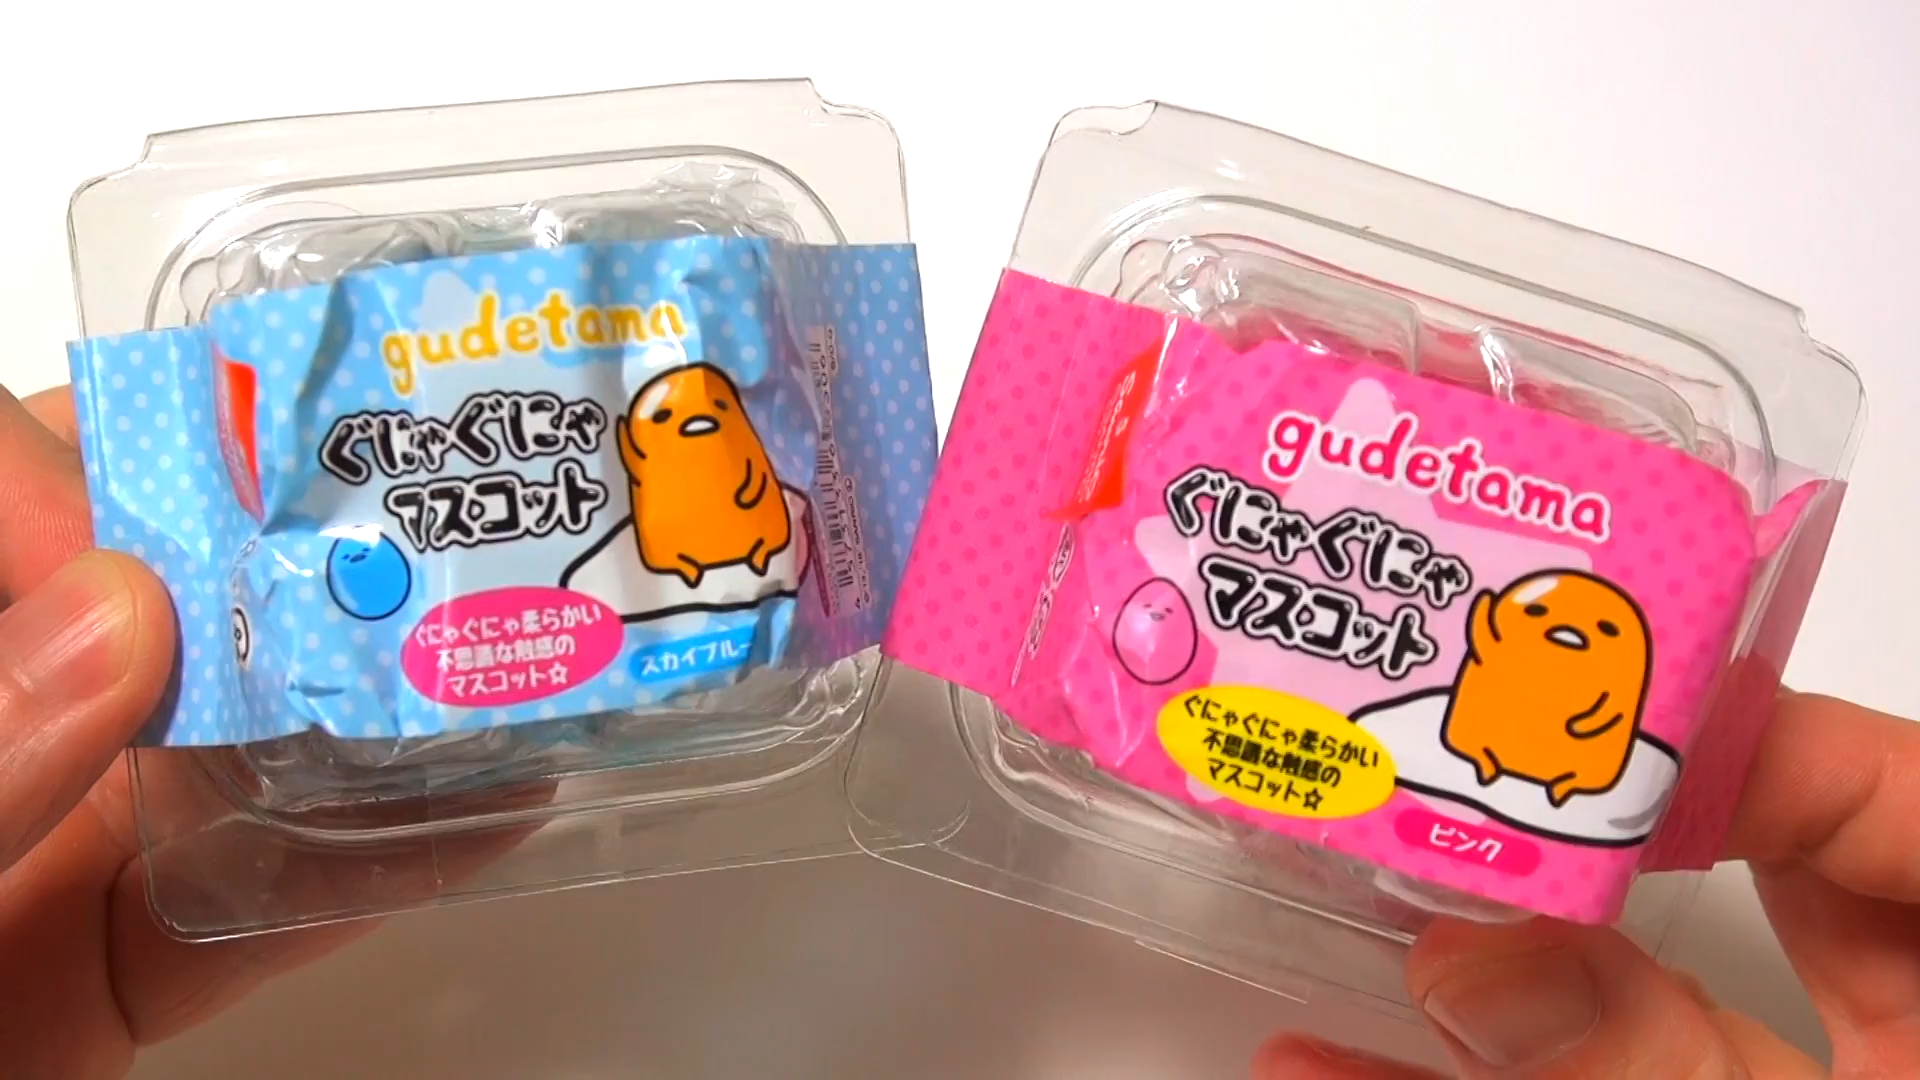 gudetama
ぐにゃぐにゃ
マスコット
ぐにゃぐにゃ柔らかい
不思議な触感の
マスコット☆
スカイブルー
gudetama
ぐにゃぐにゃ
マスコット
ぐにゃぐにゃ柔らかい
不思議な触感の
マスコット☆
ピンク